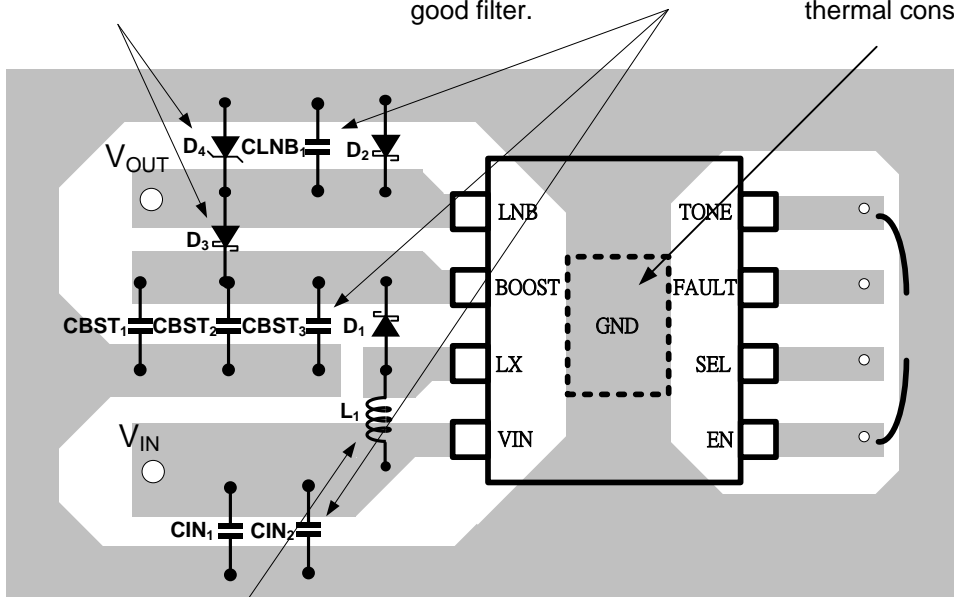 good filter.
thermal cons
D4
CLNB1
D2
VOUT
LNB
TONE
D3
BOOST
FAULT
CBST1
CBST2
CBST3
D1
GND
LX
SEL
L1
VIN
VIN
EN
CIN1
CIN2